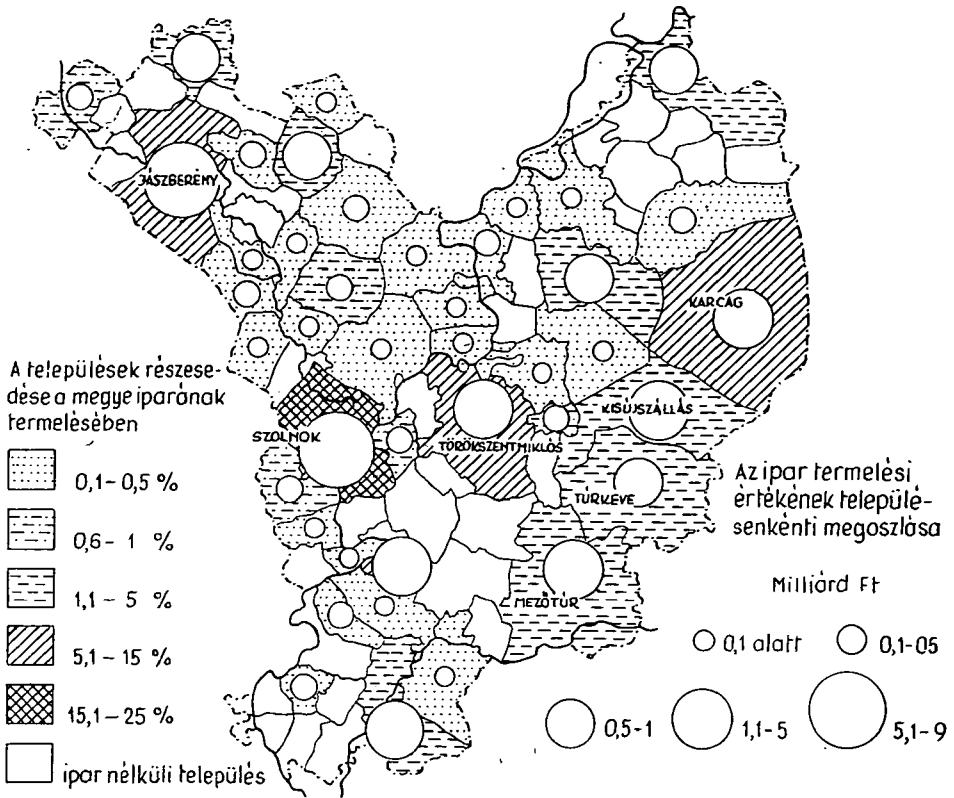 JÁSZBERÉNY
KARCAG
KISÚJSZÁLLÁS
SZOLNOK
TÖRÖKSZENTMIKLÓS
TÚRKEVE
MEZŐTÚR
A települések részese-
dése a megye iparának
termelésében
0,1-0,5 %
0,6-1 %
1,1-5 %
5,1-15 %
15,1-25 %
ipar nélküli település
Az ipar termelési
értékének települé-
senkénti megoszlása
Milliárd Ft
0,1 alatt
0,1-05
0,5-1
1,1-5
5,1-9